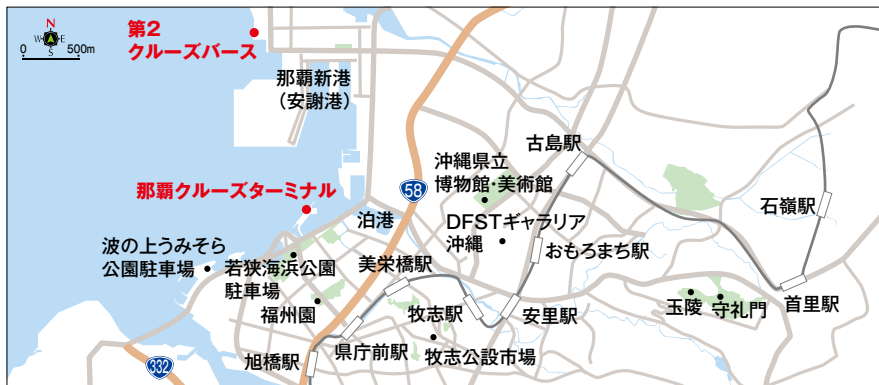 第2
クルーズバース
N
W
E
S
0 500m
那覇新港
(安謝港)
古島駅
沖縄県立
博物館・美術館
58
那覇クルーズターミナル
石嶺駅
泊港
DFSTギャラリア
沖縄
おもろまち駅
波の上うみそら
公園駐車場
若狭海浜公園
駐車場
美栄橋駅
福州園
牧志駅
安里駅
玉陵
守礼門
首里駅
旭橋駅
県庁前駅
牧志公設市場
332